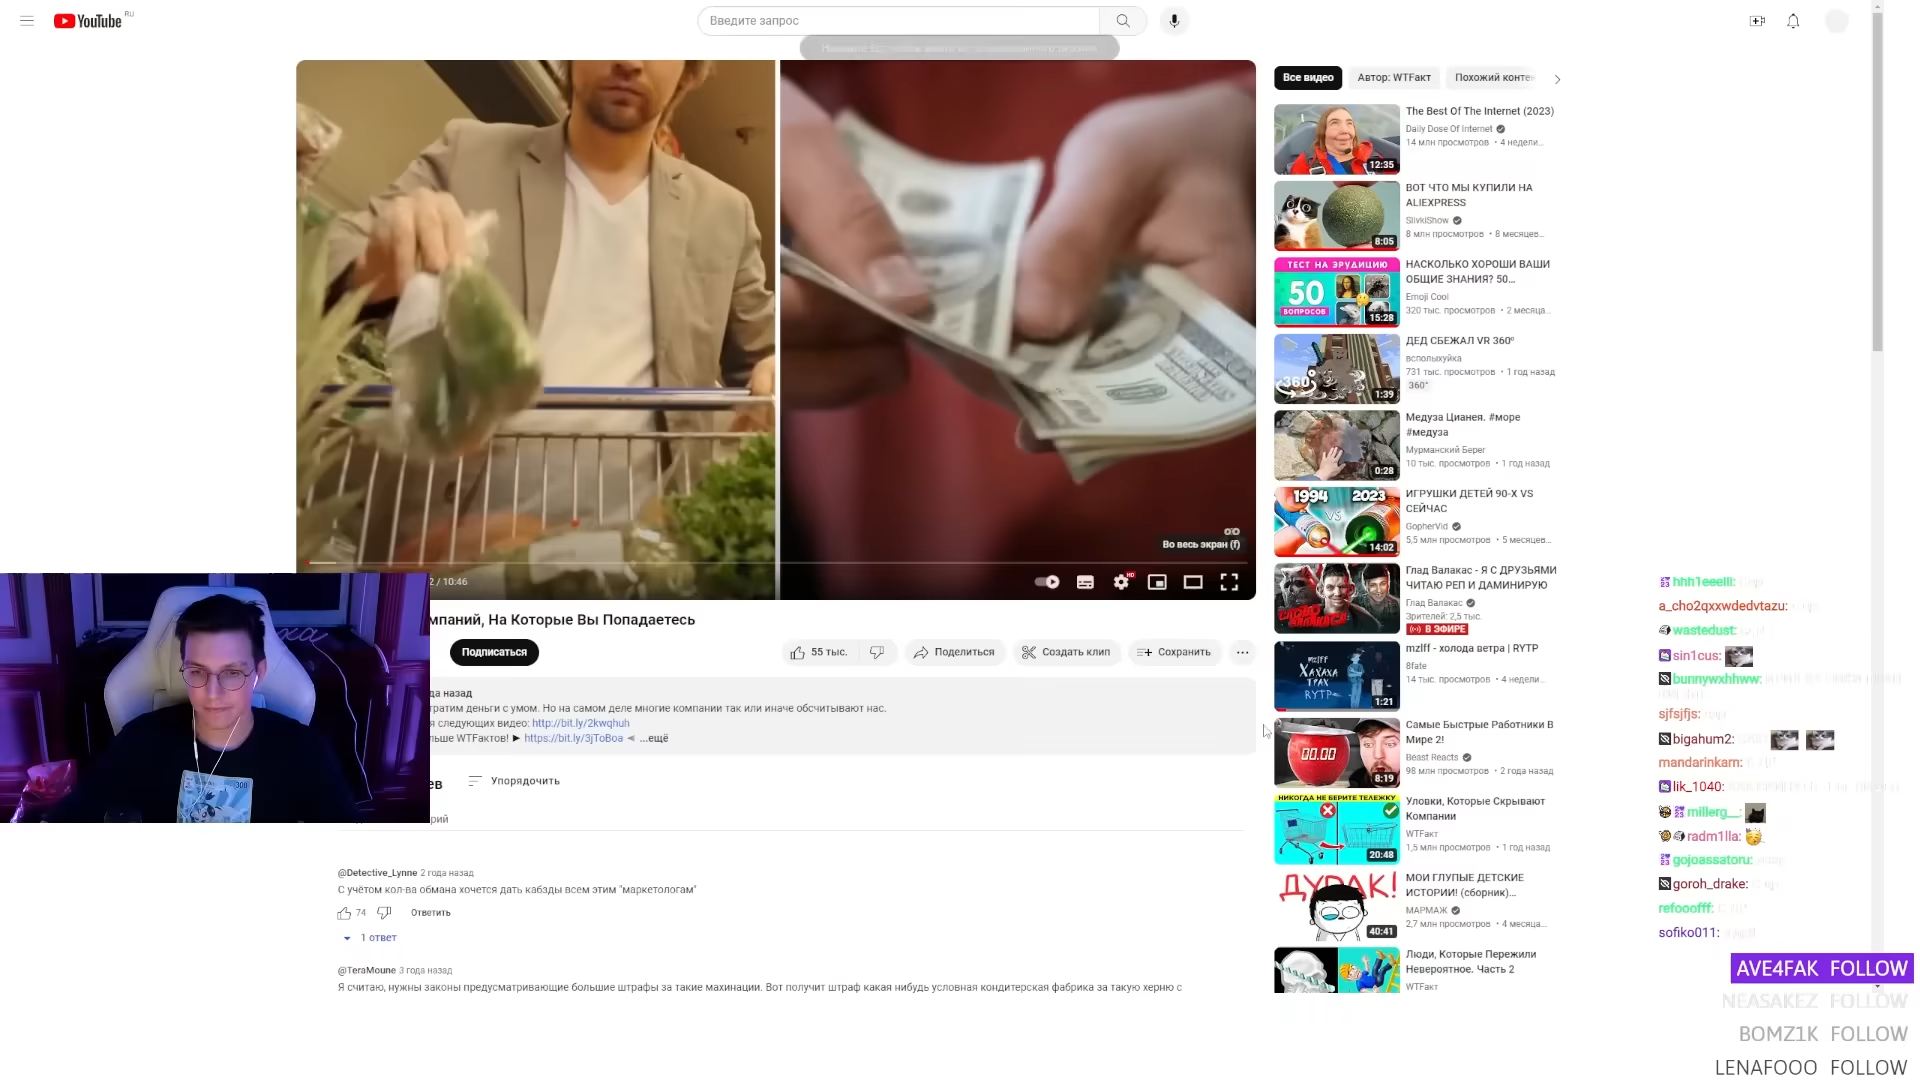 YouTube RU
Введите запрос
Во весь экран (f)
2 / 10:46
мпаний, На Которые Вы Попадаетесь
Подписаться
55 тыс.
Поделиться
Создать клип
Сохранить
да назад
тратим деньги с умом. Но на самом деле многие компании так или иначе обсчитывают нас.
я следующих видео: http://bit.ly/2kwqhuh
льше WTFактов! ► https://bit.ly/3jToBoa ◄ ...ещё
ев
Упорядочить
рий
@Detective_Lynne 2 года назад
С учётом кол-ва обмана хочется дать кабзды всем этим "маркетологам"
74
Ответить
1 ответ
@TeraMoune 3 года назад
Я считаю, нужны законы предусматривающие большие штрафы за такие махинации. Вот получит штраф какая нибудь условная кондитерская фабрика за такую херню с
Все видео
Автор: WTFакт
Похожий конте
12:35
The Best Of The Internet (2023)
Daily Dose Of Internet
14 млн просмотров • 4 недели...
8:05
ВОТ ЧТО МЫ КУПИЛИ НА
ALIEXPRESS
SlivkiShow
8 млн просмотров • 8 месяцев...
ТЕСТ НА ЭРУДИЦИЮ
50
ВОПРОСОВ
15:28
НАСКОЛЬКО ХОРОШИ ВАШИ
ОБЩИЕ ЗНАНИЯ? 50...
Emoji Cool
320 тыс. просмотров • 2 месяца...
360°
1:39
ДЕД СБЕЖАЛ VR 360°
всполыхуйка
731 тыс. просмотров • 1 год назад
360°
0:28
Медуза Цианея. #море
#медуза
Мурманский Берег
10 тыс. просмотров • 1 год назад
1994 VS 2023
14:02
ИГРУШКИ ДЕТЕЙ 90-Х VS
СЕЙЧАС
GopherVid
5,5 млн просмотров • 5 месяцев...
Глад Валакас - Я С ДРУЗЬЯМИ
ЧИТАЮ РЕП И ДАМИНИРУЮ
Глад Валакас
Зрителей: 2,5 тыс.
В ЭФИРЕ
MZLFF
ХАХАХА
ТРАХ
RYTP
1:21
mzlff - холода ветра | RYTP
8fate
14 тыс. просмотров • 4 недели...
00.00
8:19
Самые Быстрые Работники В
Мире 2!
Beast Reacts
98 млн просмотров • 2 года назад
НИКОГДА НЕ БЕРИТЕ ТЕЛЕЖКУ
20:48
Уловки, Которые Скрывают
Компании
WTFакт
1,5 млн просмотров • 1 год назад
ДУРАК!
40:41
МОИ ГЛУПЫЕ ДЕТСКИЕ
ИСТОРИИ! (сборник)...
МАРМАЖ
2,7 млн просмотров • 4 месяца...
Люди, Которые Пережили
Невероятное. Часть 2
WTFакт
hhh1eeelll:
a_cho2qxxwdedvtazu:
wastedust:
sin1cus:
bunnywxhhww:
sjfsjfjs:
bigahum2:
mandarinkarn:
lik_1040:
millerg__:
radm1lla:
gojoassatoru:
goroh_drake:
refooofff:
sofiko011:
AVE4FAK FOLLOW
NEASAKEZ FOLLOW
BOMZ1K FOLLOW
LENAFOOO FOLLOW